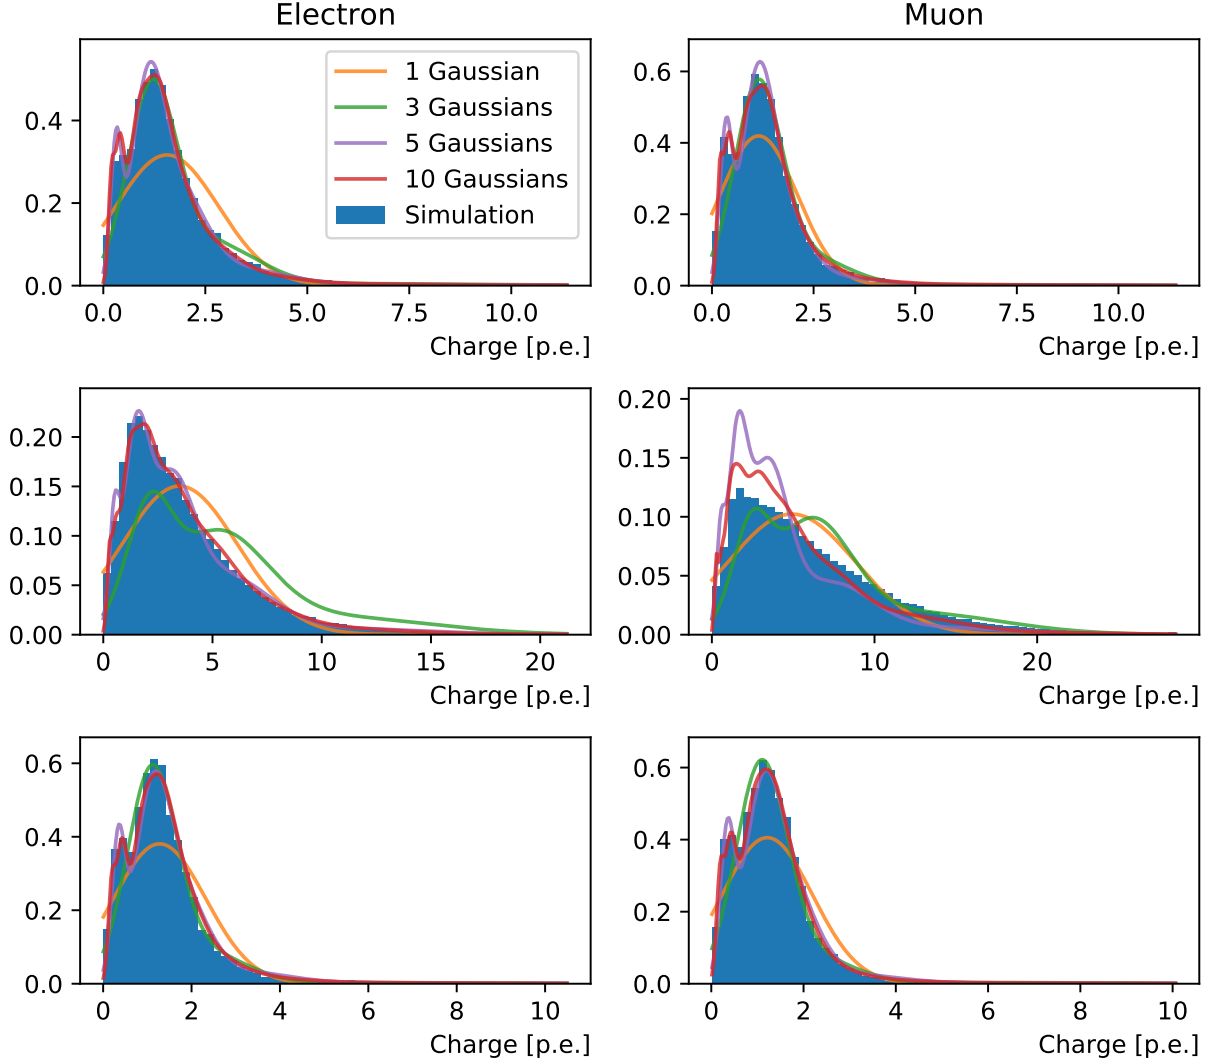 Electron
Muon
1 Gaussian
3 Gaussians
5 Gaussians
10 Gaussians
Simulation
0.4
0.2
0.0
0.0 2.5 5.0 7.5 10.0
Charge [p.e.]
0.6
0.4
0.2
0.0
0.0 2.5 5.0 7.5 10.0
Charge [p.e.]
0.20
0.15
0.10
0.05
0.00
0 5 10 15 20
Charge [p.e.]
0.20
0.15
0.10
0.05
0.00
0 10 20
Charge [p.e.]
0.6
0.4
0.2
0.0
0 2 4 6 8 10
Charge [p.e.]
0.6
0.4
0.2
0.0
0 2 4 6 8 10
Charge [p.e.]